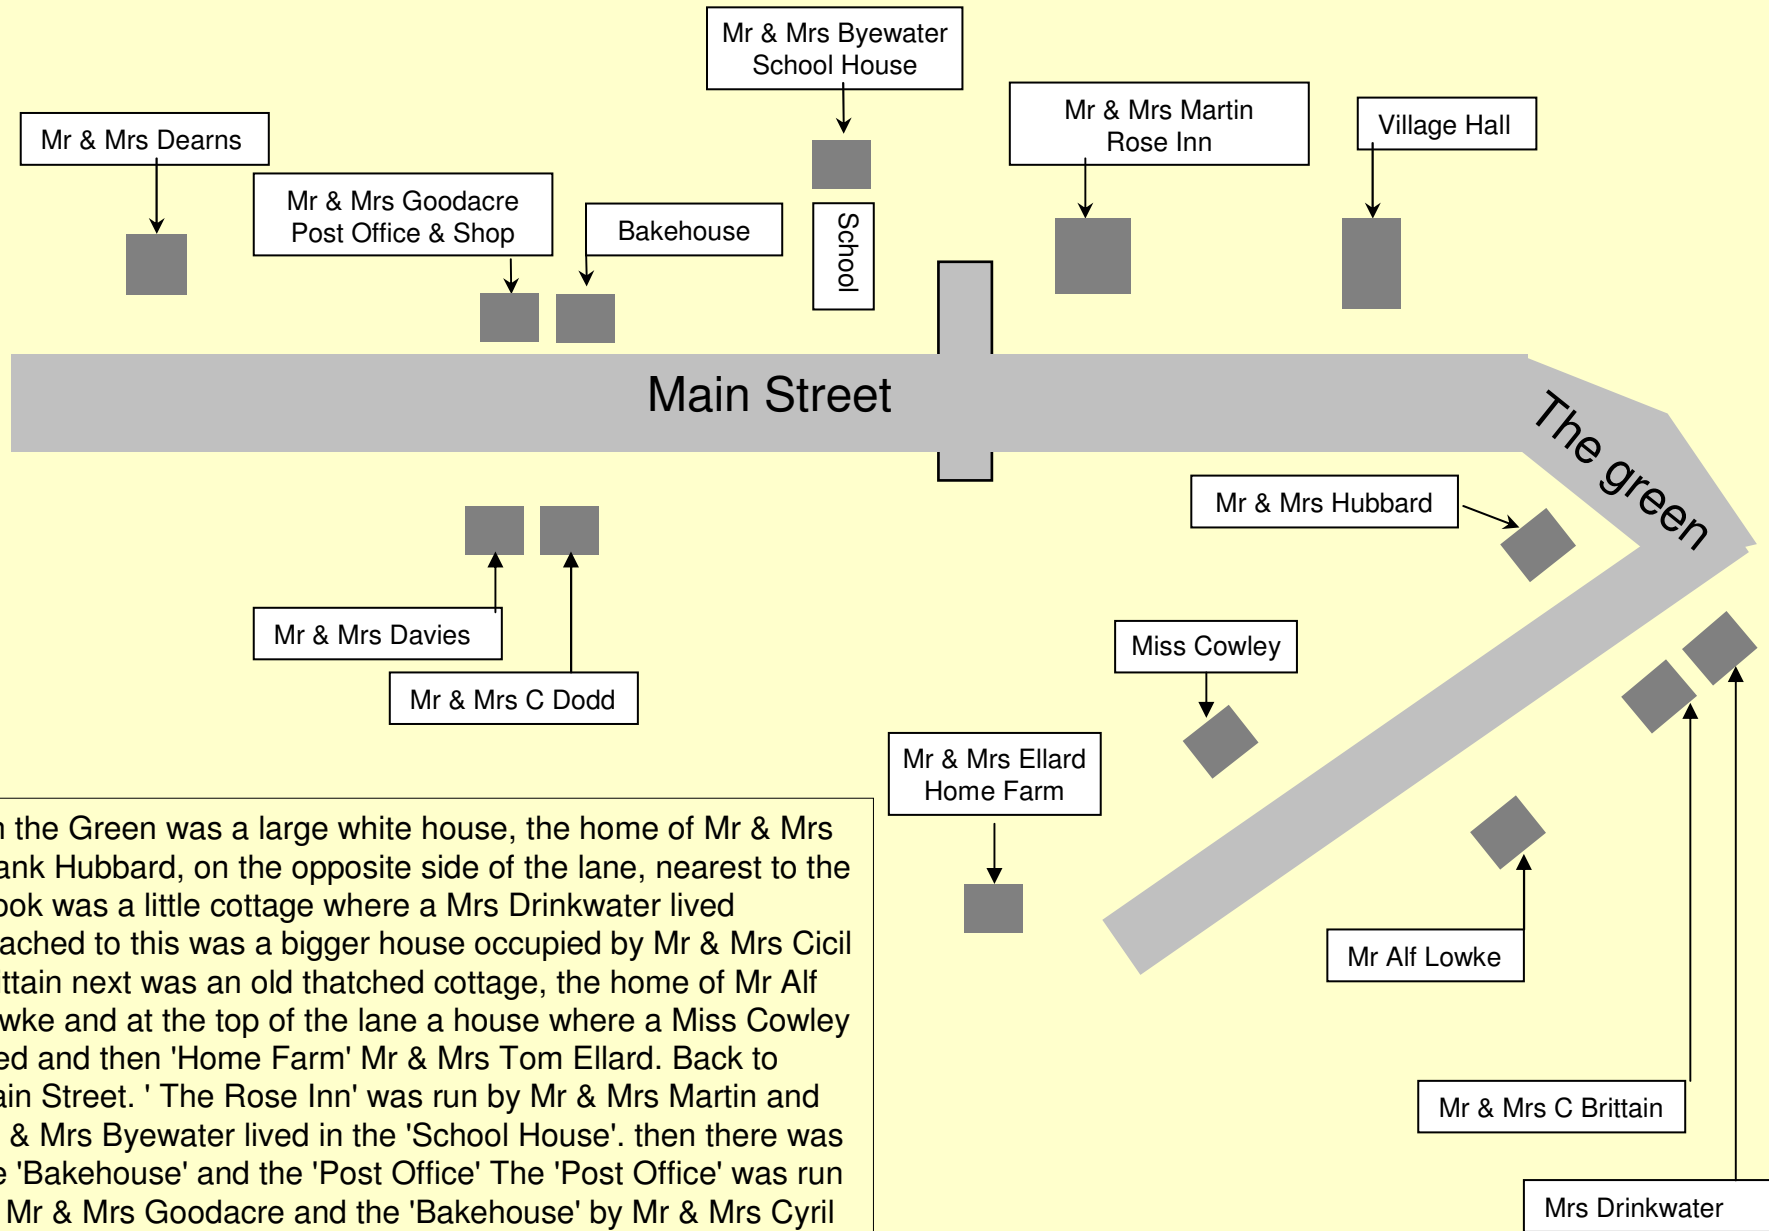 Mr & Mrs Byewater
School House
Mr & Mrs Martin
Rose Inn
Village Hall
Mr & Mrs Dearns
Mr & Mrs Goodacre
Post Office & Shop
Bakehouse
School
Main Street
The green
Mr & Mrs Hubbard
Mr & Mrs Davies
Miss Cowley
Mr & Mrs C Dodd
Mr & Mrs Ellard
Home Farm
Mr Alf Lowke
Mr & Mrs C Brittain
Mrs Drinkwater
the Green was a large white house, the home of Mr & Mrs
Hubbard, on the opposite side of the lane, nearest to the
was a little cottage where a Mrs Drinkwater lived
to this was a bigger house occupied by Mr & Mrs Cicil
next was an old thatched cottage, the home of Mr Alf
and at the top of the lane a house where a Miss Cowley
and then 'Home Farm' Mr & Mrs Tom Ellard. Back to
Street. ' The Rose Inn' was run by Mr & Mrs Martin and
& Mrs Byewater lived in the 'School House'. then there was
'Bakehouse' and the 'Post Office' The 'Post Office' was run
Mr & Mrs Goodacre and the 'Bakehouse' by Mr & Mrs Cyril